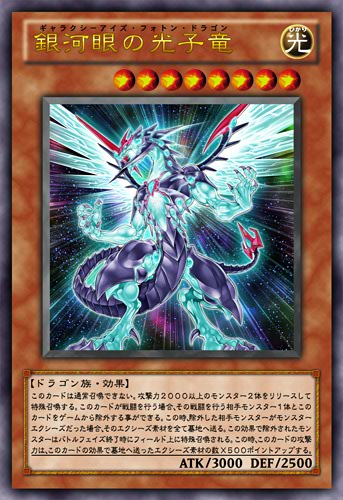 ギャラクシーアイズ・フォトン・ドラゴン
銀河眼の光子竜
ひかり
光
【ドラゴン族・効果】
このカードは通常召喚できない。攻撃力2000以上のモンスター2体をリリースして
特殊召喚する。このカードが戦闘を行う場合、その戦闘を行う相手モンスター1体とこの
カードをゲームから除外する事ができる。この時、除外した相手モンスターがモンスター
エクシーズだった場合、そのエクシーズ素材を全て墓地へ送る。この効果で除外されたモン
スターはバトルフェイズ終了時にフィールド上に特殊召喚される。この時、このカードの攻撃
力は、この効果で墓地へ送ったエクシーズ素材の数×500ポイントアップする。
ATK/3000 DEF/2500